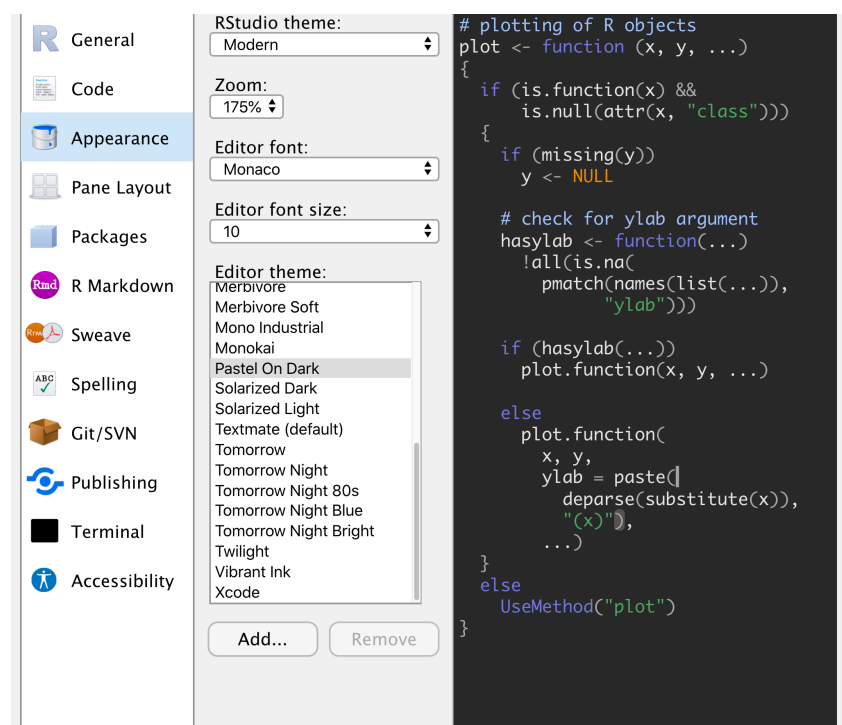 General
Code
Appearance
Pane Layout
Packages
Rmd R Markdown
Rnw Sweave
ABC Spelling
Git/SVN
Publishing
Terminal
Accessibility
RStudio theme:
Modern
Zoom:
175%
Editor font:
Monaco
Editor font size:
10
Editor theme:
Merbivore
Merbivore Soft
Mono Industrial
Monokai
Pastel On Dark
Solarized Dark
Solarized Light
Textmate (default)
Tomorrow
Tomorrow Night
Tomorrow Night 80s
Tomorrow Night Blue
Tomorrow Night Bright
Twilight
Vibrant Ink
Xcode
Add...
Remove
# plotting of R objects
plot <- function (x, y, ...)
{
  if (is.function(x) &&
      is.null(attr(x, "class")))
  {
    if (missing(y))
      y <- NULL

    # check for ylab argument
    hasylab <- function(...)
      !all(is.na(
        pmatch(names(list(...)),
              "ylab")))

    if (hasylab(...))
      plot.function(x, y, ...)

    else
      plot.function(
        x, y,
        ylab = paste(
          deparse(substitute(x)),
          "(x)"),
        ...)
  }
  else
    UseMethod("plot")
}